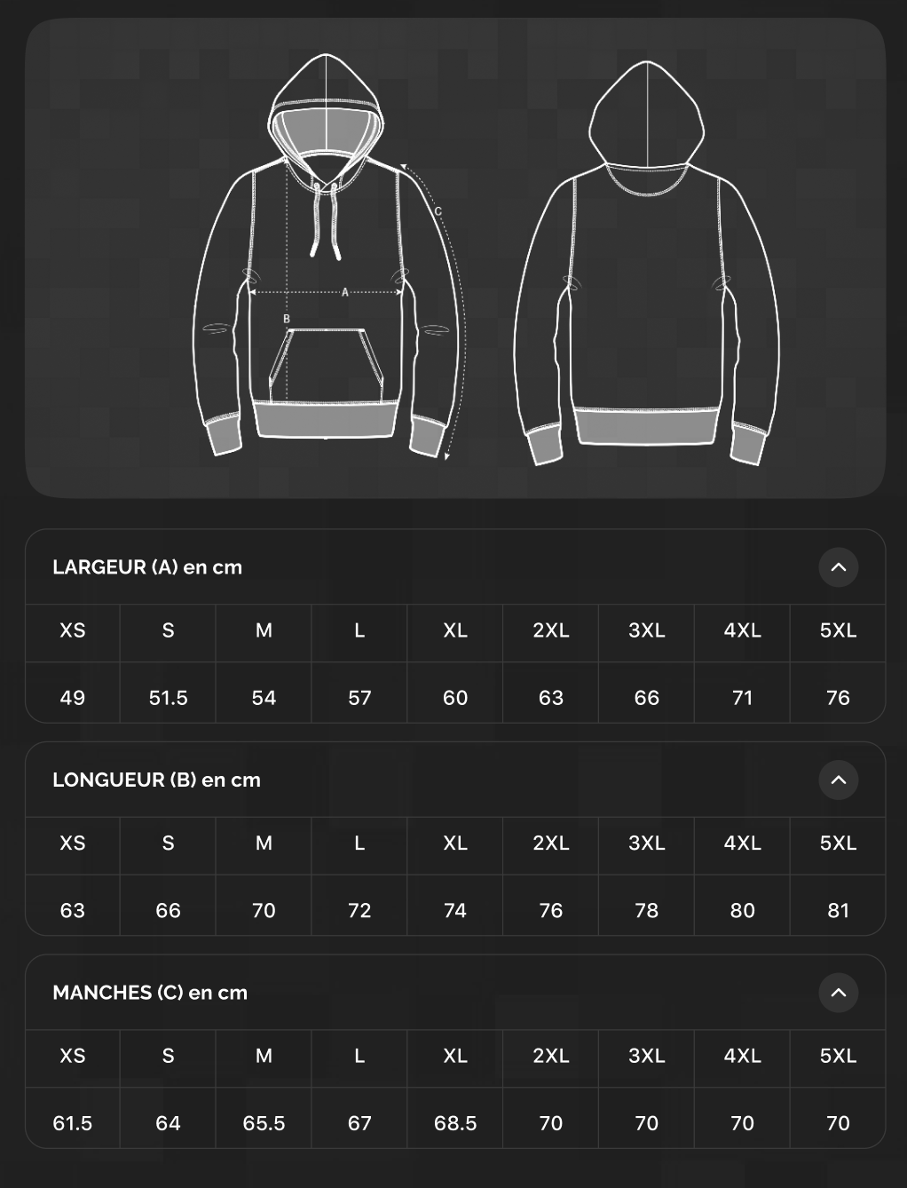 C
A
B
LARGEUR (A) en cm
XS S M L XL 2XL 3XL 4XL 5XL
49 51.5 54 57 60 63 66 71 76
LONGUEUR (B) en cm
XS S M L XL 2XL 3XL 4XL 5XL
63 66 70 72 74 76 78 80 81
MANCHES (C) en cm
XS S M L XL 2XL 3XL 4XL 5XL
61.5 64 65.5 67 68.5 70 70 70 70